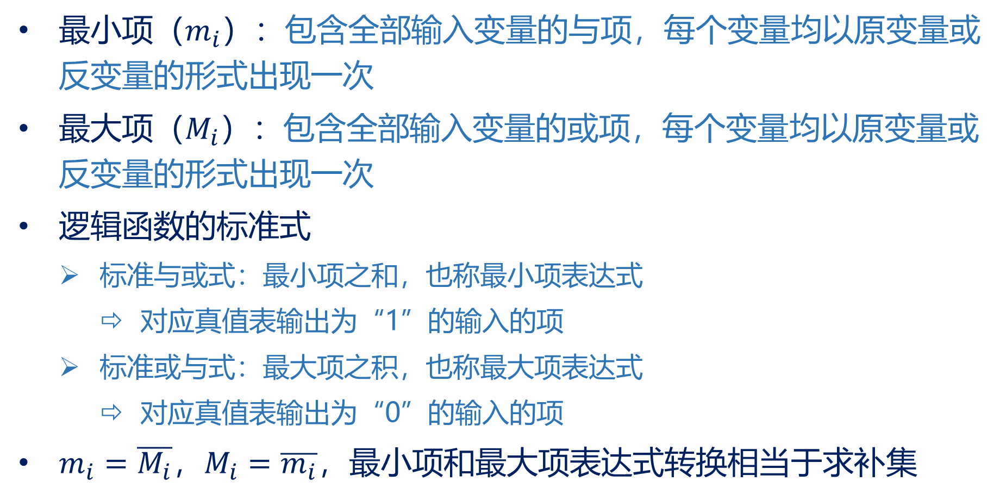 • 最小项（$m_i$）：包含全部输入变量的与项，每个变量均以原变量或
反变量的形式出现一次
• 最大项（$M_i$）：包含全部输入变量的或项，每个变量均以原变量或
反变量的形式出现一次
• 逻辑函数的标准式
➢ 标准与或式：最小项之和，也称最小项表达式
⇨ 对应真值表输出为“1”的输入的项
➢ 标准或与式：最大项之积，也称最大项表达式
⇨ 对应真值表输出为“0”的输入的项
• $m_i = \overline{M_i}$，$M_i = \overline{m_i}$，最小项和最大项表达式转换相当于求补集